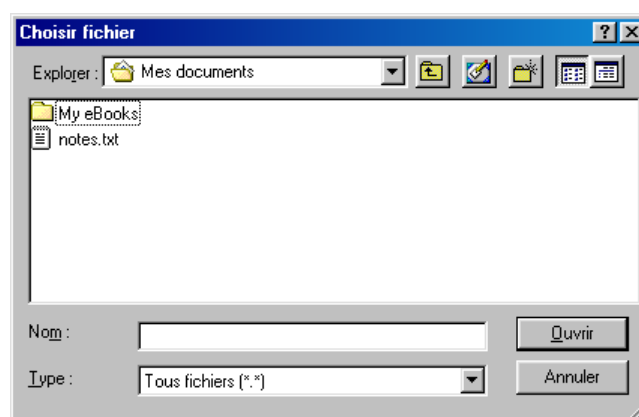 Choisir fichier
Explorer : Mes documents
My eBooks
notes.txt
Nom :
Ouvrir
Type : Tous fichiers (*.*)
Annuler